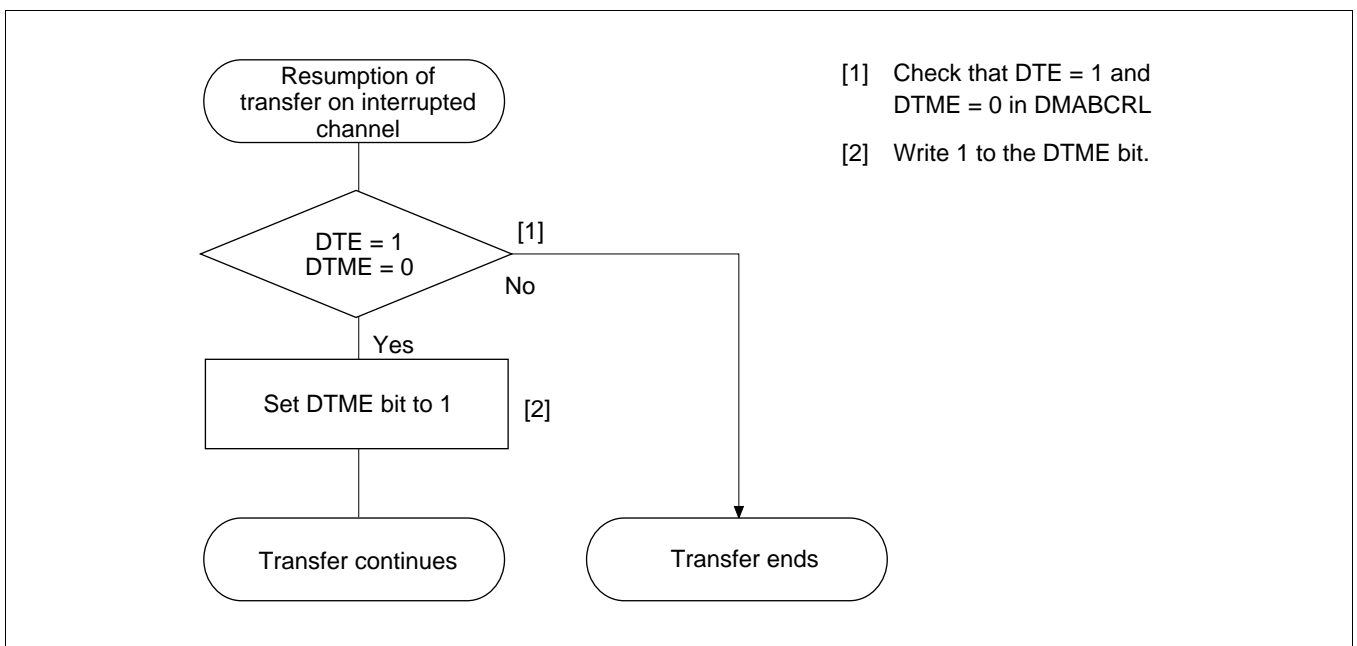 Resumption of
transfer on interrupted
channel
[1] Check that DTE = 1 and
DTME = 0 in DMABCRL
[2] Write 1 to the DTME bit.
DTE = 1
DTME = 0
[1]
No
Yes
Set DTME bit to 1
[2]
Transfer continues
Transfer ends